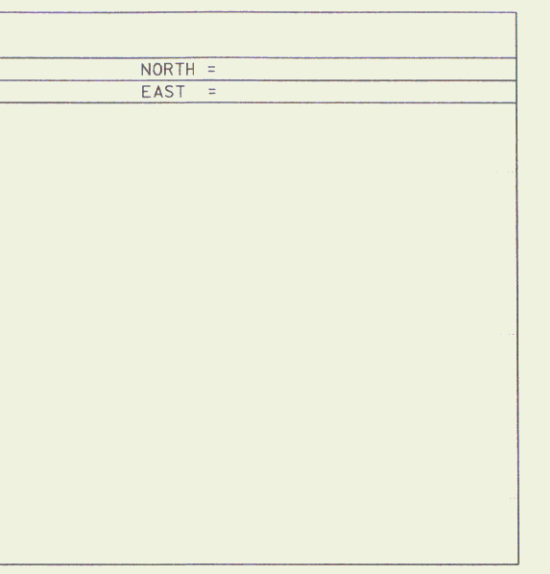 NORTH =
EAST =